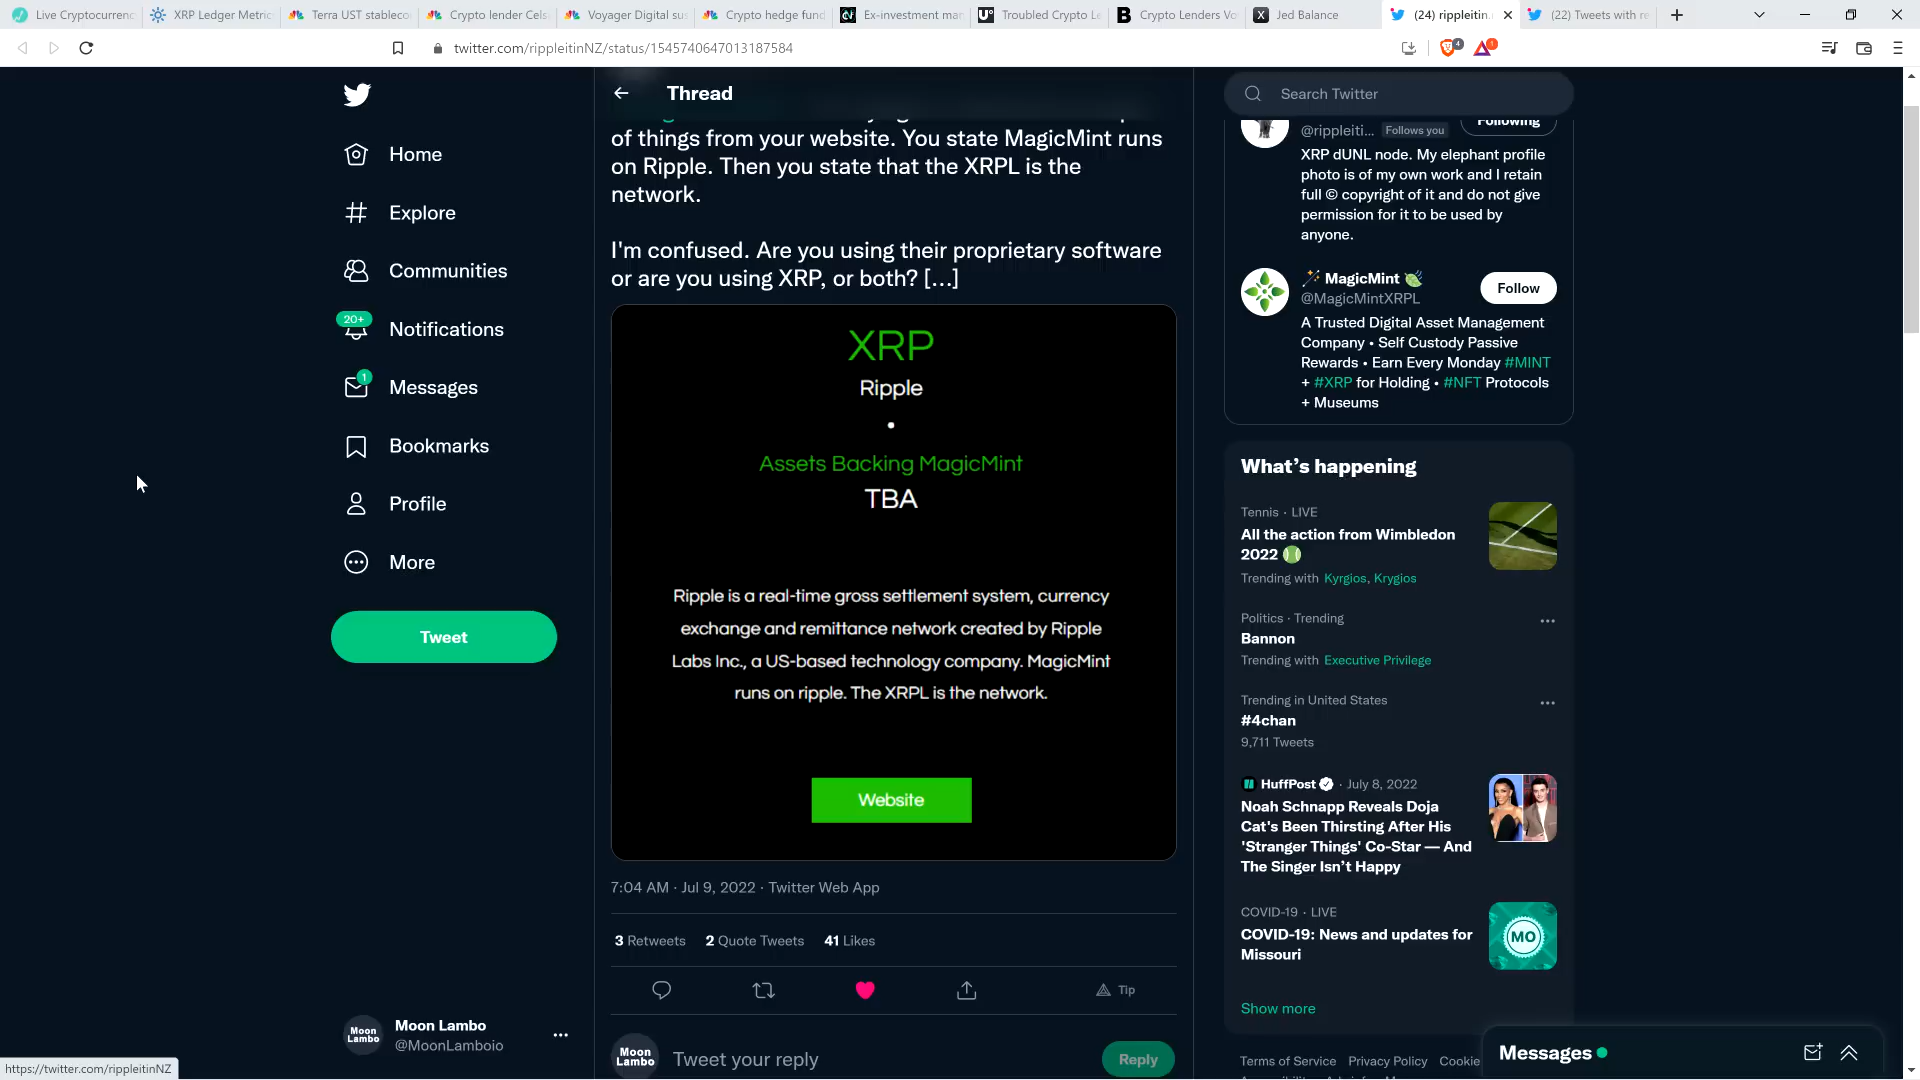 Live Cryptocurrenc
XRP Ledger Metric
Terra UST stableco
Crypto lender Cels
Voyager Digital sus
Crypto hedge fund
Ex-investment man
Troubled Crypto Le
Crypto Lenders Vo
Jed Balance
(24) rippleitin.
(22) Tweets with re
twitter.com/rippleitinNZ/status/1545740647013187584
4
1
Home
Explore
Communities
20+
Notifications
1
Messages
Bookmarks
Profile
More
Tweet
Moon Lambo
Moon Lambo
@MoonLamboio
https://twitter.com/rippleitinNZ
Thread
of things from your website. You state MagicMint runs
on Ripple. Then you state that the XRPL is the
network.
I'm confused. Are you using their proprietary software
or are you using XRP, or both? [...]
XRP
Ripple
•
Assets Backing MagicMint
TBA
Ripple is a real-time gross settlement system, currency
exchange and remittance network created by Ripple
Labs Inc., a US-based technology company. MagicMint
runs on ripple. The XRPL is the network.
Website
7:04 AM · Jul 9, 2022 · Twitter Web App
3 Retweets 2 Quote Tweets 41 Likes
Tip
Moon Lambo
Tweet your reply
Reply
Search Twitter
@rippleiti... Follows you
Following
XRP dUNL node. My elephant profile
photo is of my own work and I retain
full © copyright of it and do not give
permission for it to be used by
anyone.
MagicMint
@MagicMintXRPL
Follow
A Trusted Digital Asset Management
Company • Self Custody Passive
Rewards • Earn Every Monday #MINT
+ #XRP for Holding • #NFT Protocols
+ Museums
What's happening
Tennis · LIVE
All the action from Wimbledon
2022
Trending with Kyrgios, Krygios
Politics · Trending
Bannon
Trending with Executive Privilege
Trending in United States
#4chan
9,711 Tweets
HuffPost · July 8, 2022
Noah Schnapp Reveals Doja
Cat's Been Thirsting After His
'Stranger Things' Co-Star — And
The Singer Isn't Happy
COVID-19 · LIVE
COVID-19: News and updates for
Missouri
MO
Show more
Terms of Service Privacy Policy Cookie
Messages